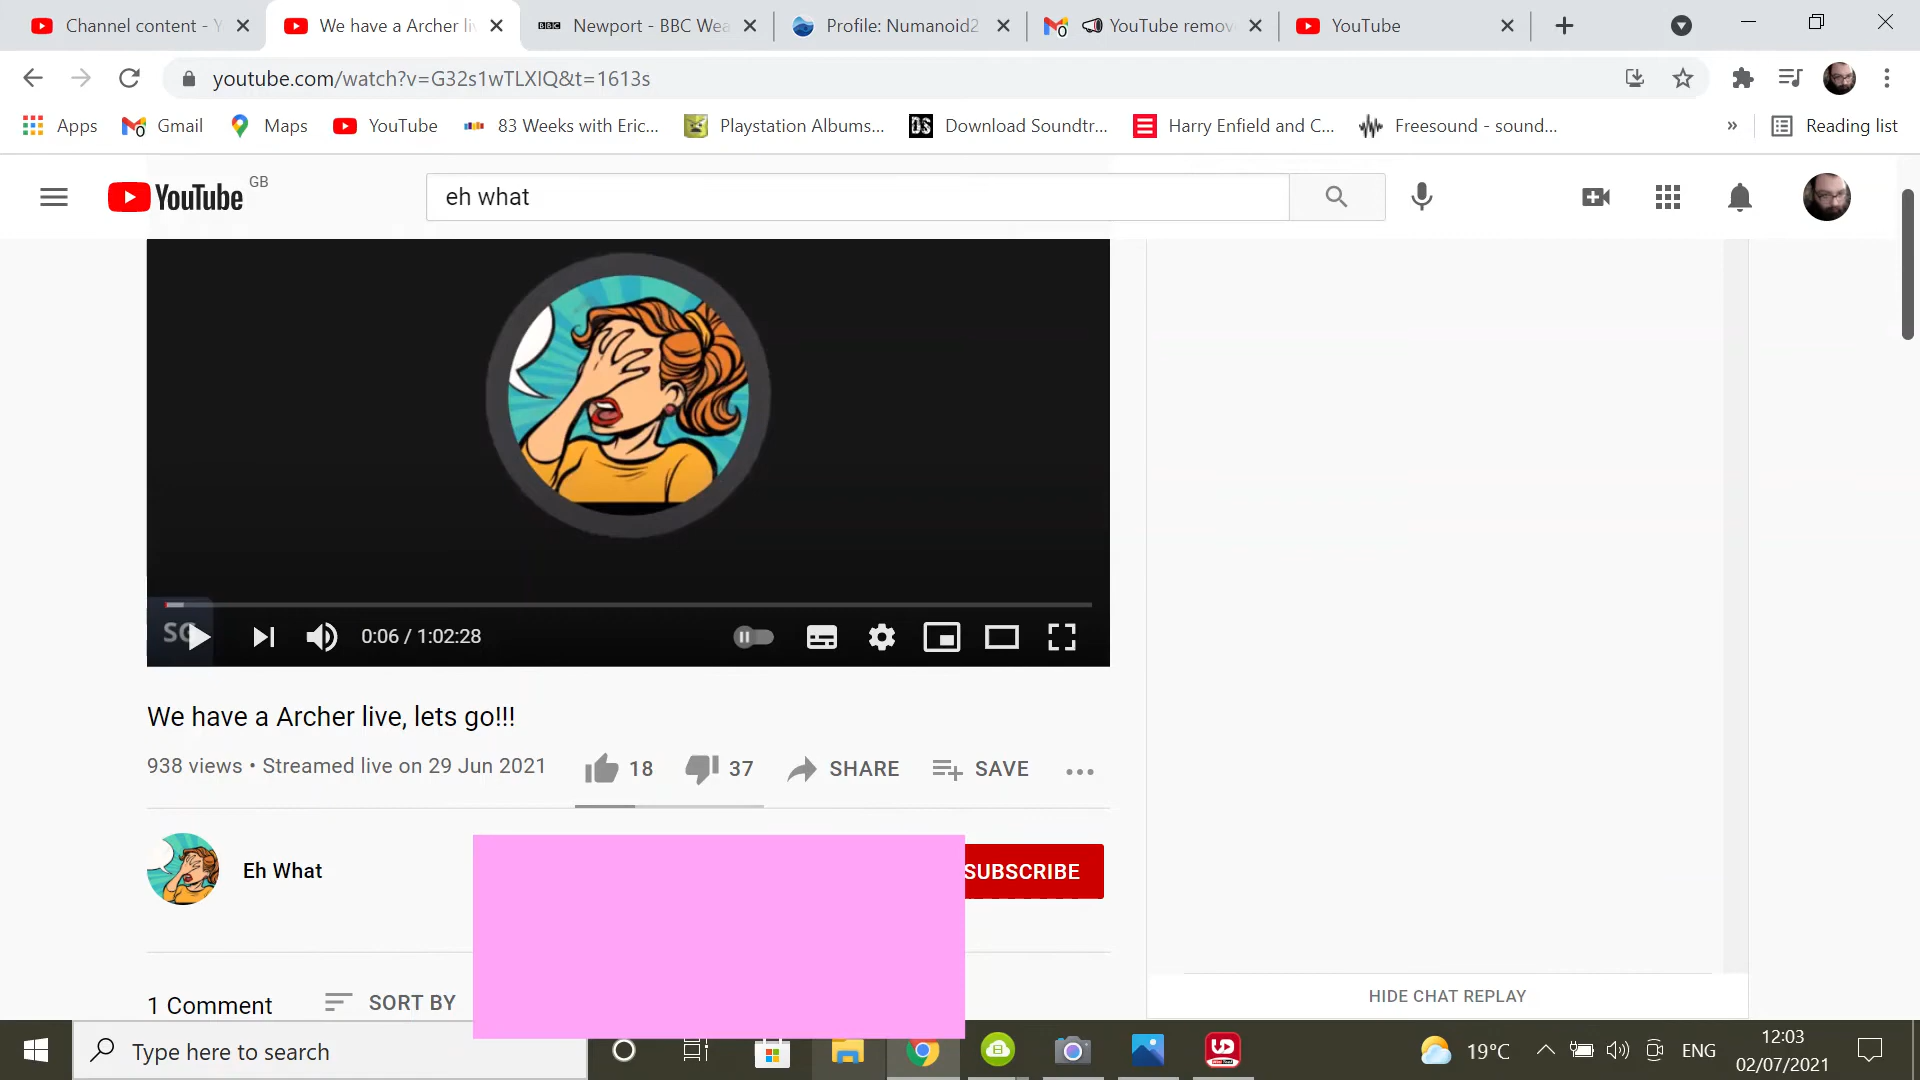 Channel content - Y
We have a Archer liv
BBC Newport - BBC Wea
Profile: Numanoid2
YouTube remov
YouTube
youtube.com/watch?v=G32s1wTLXIQ&t=1613s
Apps
Gmail
Maps
YouTube
83 Weeks with Eric...
Playstation Albums...
DS Download Soundtr...
Harry Enfield and C...
Freesound - sound...
»
Reading list
YouTube GB
eh what
SG
0:06 / 1:02:28
We have a Archer live, lets go!!!
938 views • Streamed live on 29 Jun 2021
18
37
SHARE
SAVE
Eh What
SUBSCRIBE
1 Comment
SORT BY
HIDE CHAT REPLAY
Type here to search
19°C
ENG
12:03
02/07/2021